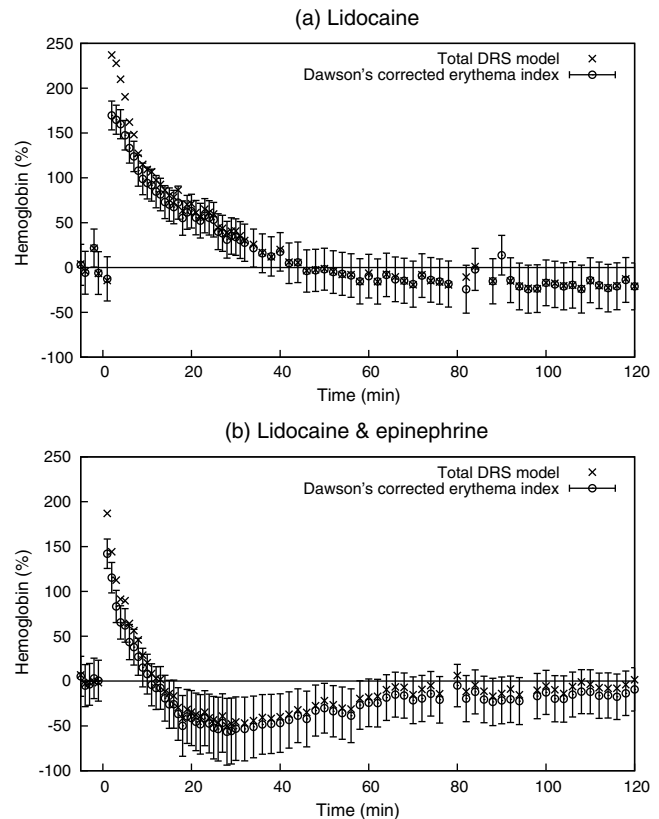 (a) Lidocaine
Total DRS model
Dawson's corrected erythema index
Hemoglobin (%)
250
200
150
100
50
0
-50
-100
0 20 40 60 80 100 120
Time (min)
(b) Lidocaine & epinephrine
Total DRS model
Dawson's corrected erythema index
Hemoglobin (%)
250
200
150
100
50
0
-50
-100
0 20 40 60 80 100 120
Time (min)